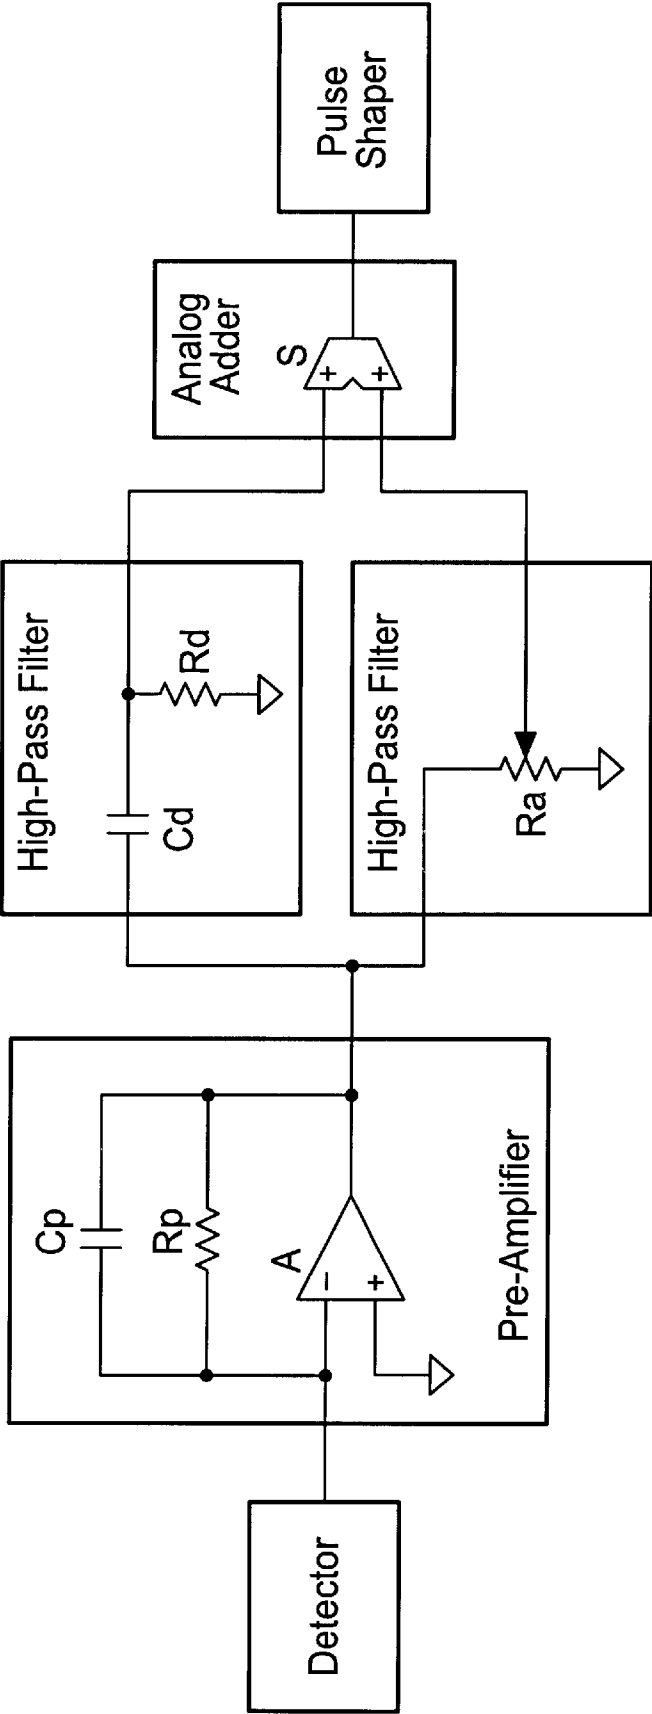 Detector
Pre-Amplifier
Cp
Rp
A
−
+
High-Pass Filter
Cd
Rd
High-Pass Filter
Ra
Analog
Adder
S
+
+
Pulse
Shaper